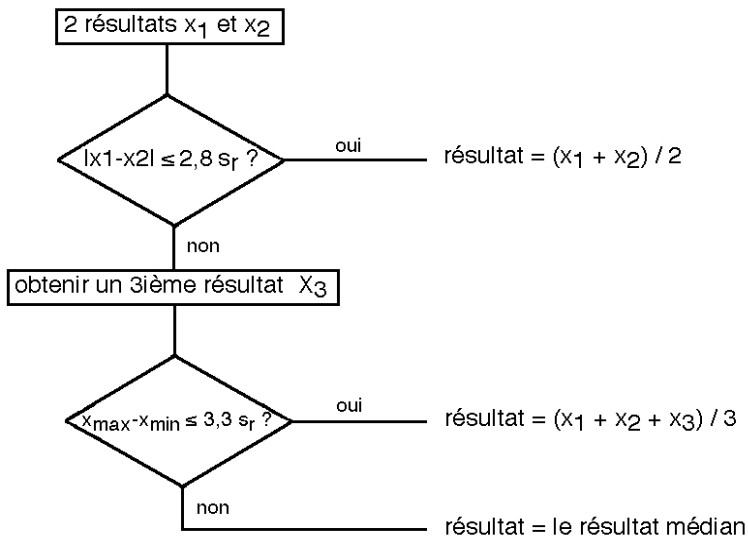 2 résultats x1 et x2
|x1-x2| ≤ 2,8 sr ?
oui
résultat = (x1 + x2) / 2
non
obtenir un 3ième résultat X3
xmax-xmin ≤ 3,3 sr ?
oui
résultat = (x1 + x2 + x3) / 3
non
résultat = le résultat médian